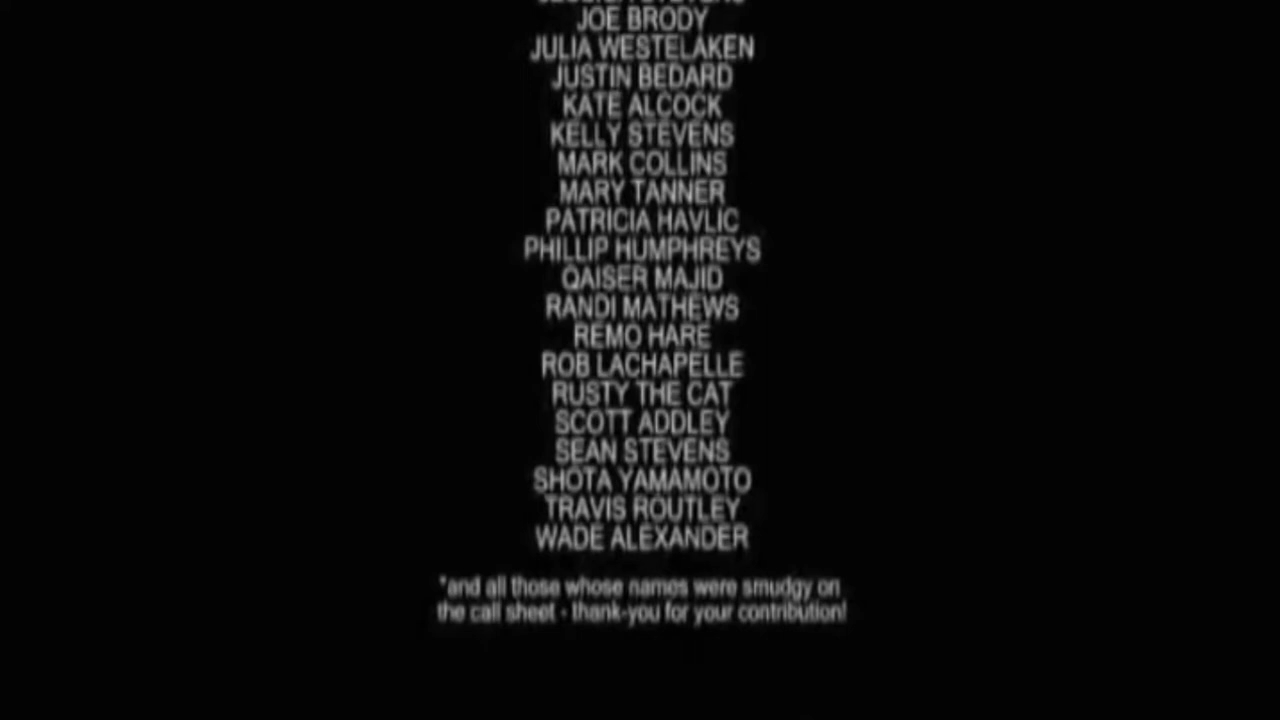 JOE BRODY
JULIA WESTELAKEN
JUSTIN BEDARD
KATE ALCOCK
KELLY STEVENS
MARK COLLINS
MARY TANNER
PATRICIA HAVLIC
PHILLIP HUMPHREYS
QAISER MAJID
RANDI MATHEWS
REMO HARE
ROB LACHAPELLE
RUSTY THE CAT
SCOTT ADDLEY
SEAN STEVENS
SHOTA YAMAMOTO
TRAVIS ROUTLEY
WADE ALEXANDER
*and all those whose names were smudgy on
the call sheet - thank-you for your contribution!